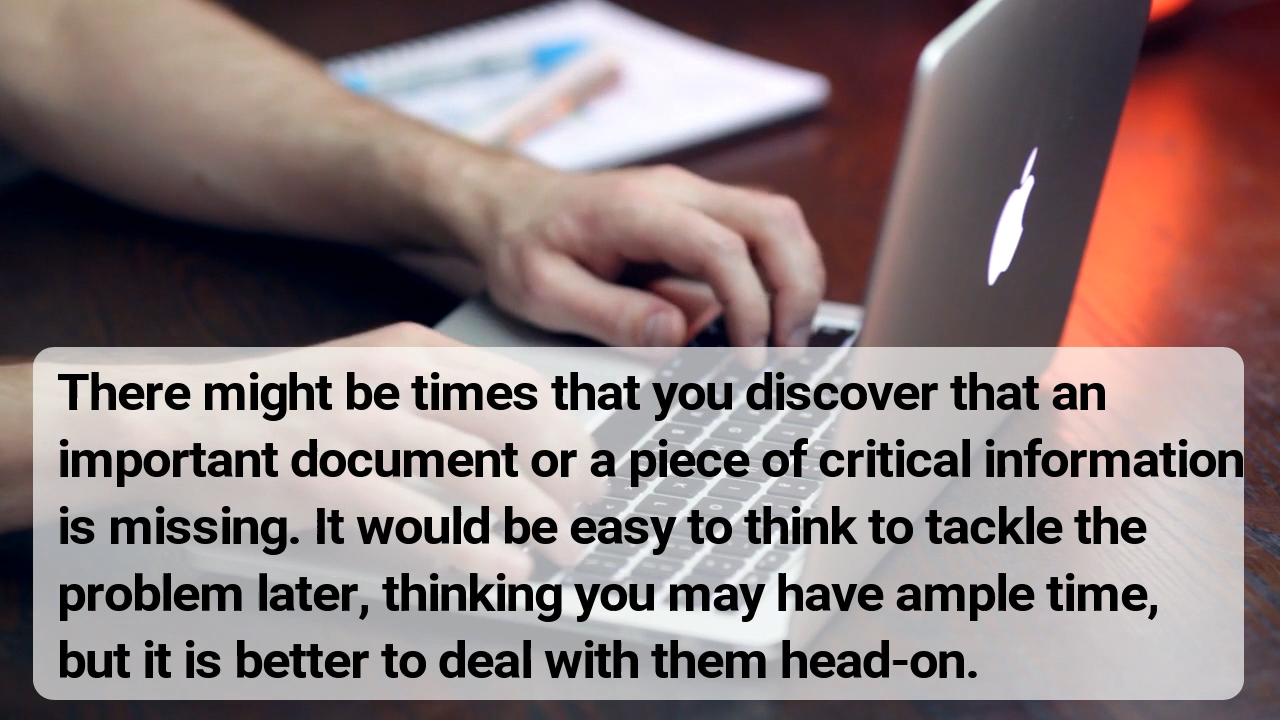 There might be times that you discover that an
important document or a piece of critical information
is missing. It would be easy to think to tackle the
problem later, thinking you may have ample time,
but it is better to deal with them head-on.